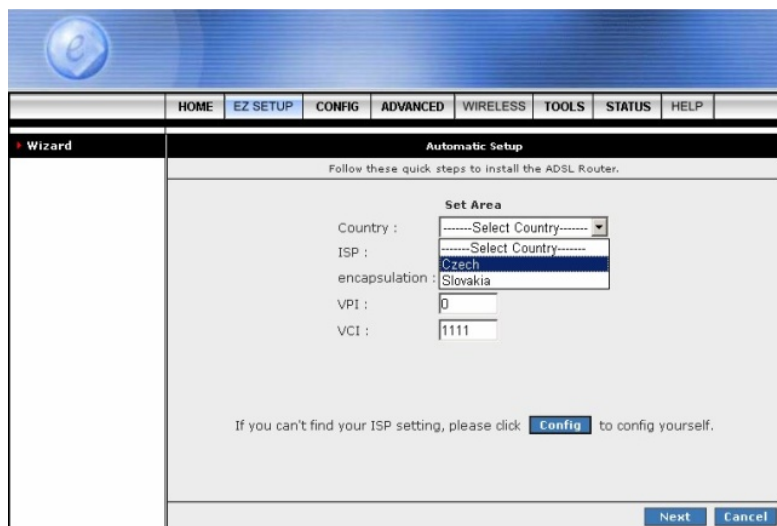 e
HOME EZ SETUP CONFIG ADVANCED WIRELESS TOOLS STATUS HELP
Wizard
Automatic Setup
Follow these quick steps to install the ADSL Router.
Set Area
Country : -------Select Country-------
ISP : -------Select Country-------
Czech
encapsulation : Slovakia
VPI : 0
VCI : 1111
If you can't find your ISP setting, please click Config to config yourself.
Next Cancel